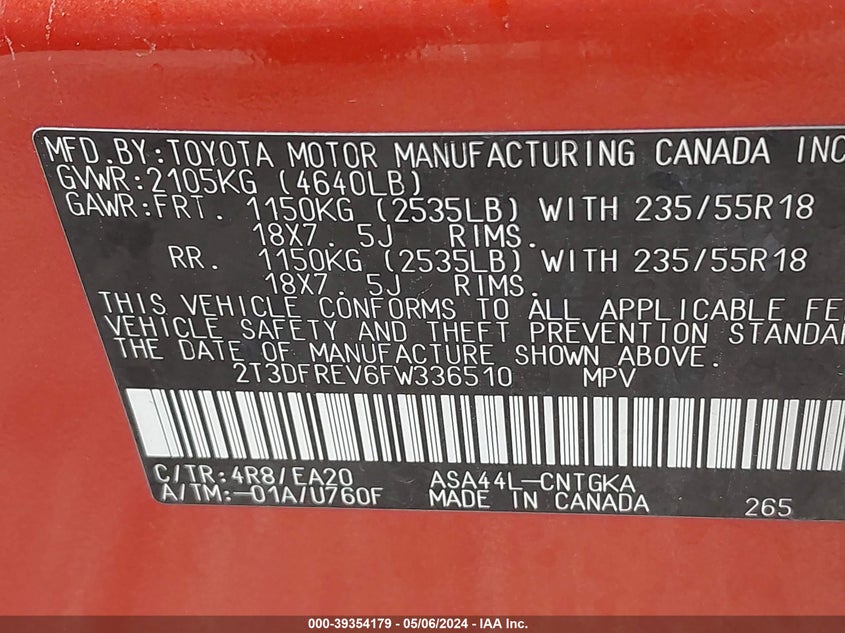 MFD.BY:TOYOTA MOTOR MANUFACTURING CANADA INC
GVWR:2105KG (4640LB)
GAWR:FRT. 1150KG (2535LB) WITH 235/55R18
18X7. 5J RIMS.
RR. 1150KG (2535LB) WITH 235/55R18
18X7. 5J RIMS.
THIS VEHICLE CONFORMS TO ALL APPLICABLE FE
VEHICLE SAFETY AND THEFT PREVENTION STANDAR
THE DATE OF MANUFACTURE SHOWN ABOVE.
2T3DFREV6FW336510 MPV
C/TR:4R8/EA20 ASA44L-CNTGKA
A/TM:-01A/U760F MADE IN CANADA 265
000-39354179 - 05/06/2024 - IAAI Inc.